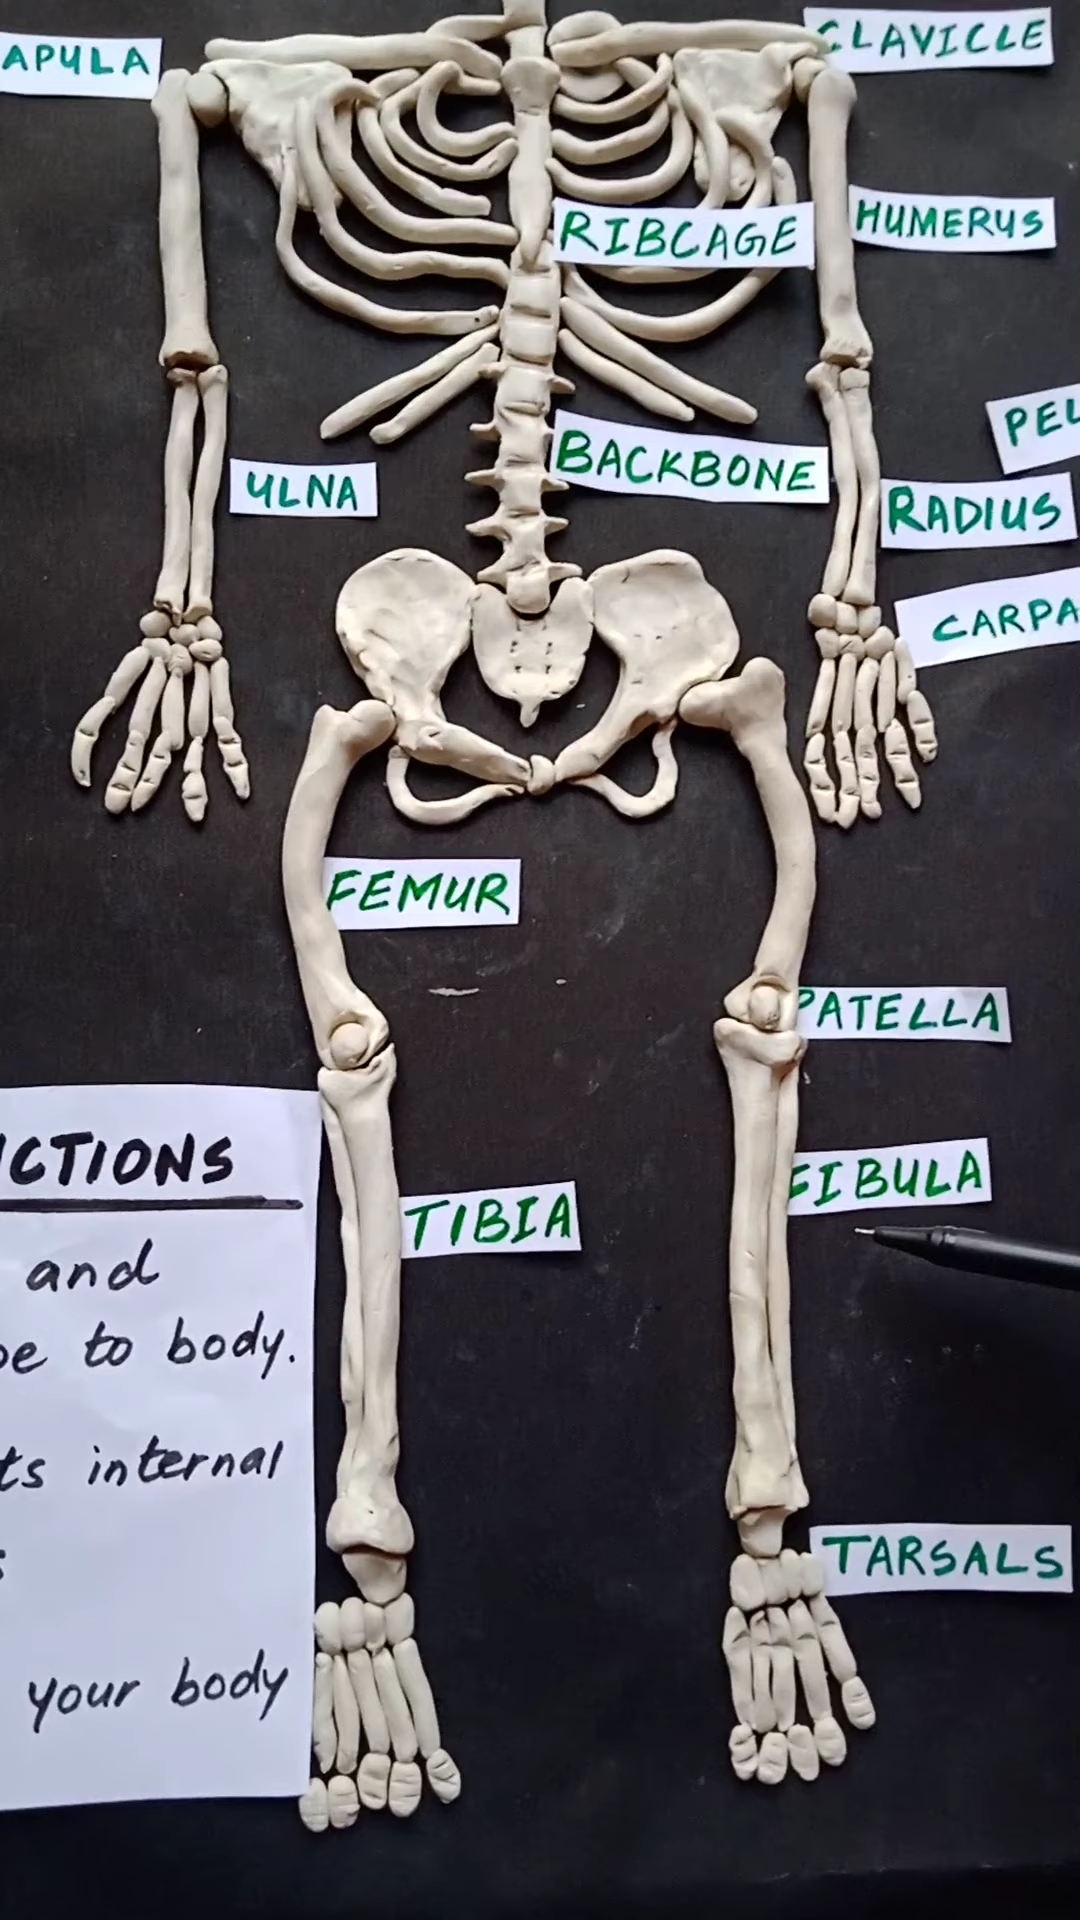 APULA
CLAVICLE
RIBCAGE
HUMERUS
PEL
BACKBONE
ULNA
RADIUS
CARPA
FEMUR
PATELLA
CTIONS
FIBULA
TIBIA
and
pe to body.
ts internal
s
TARSALS
your body